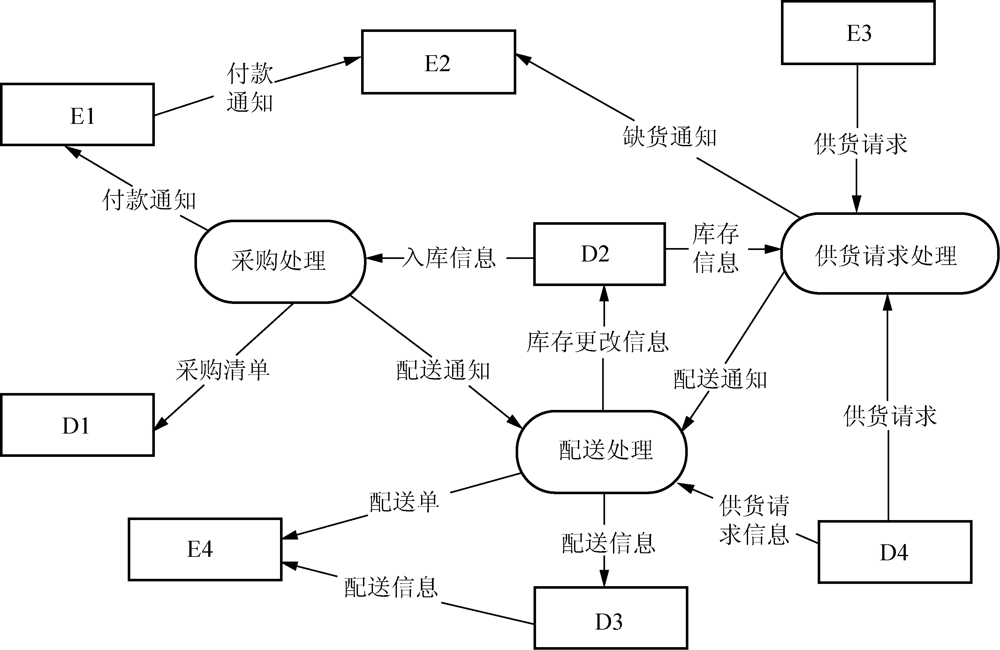 E3
E2
付款
通知
E1
缺货通知
供货请求
付款通知
采购处理
入库信息
D2
库存
信息
供货请求处理
库存更改信息
采购清单
配送通知
配送通知
D1
供货请求
配送处理
配送单
供货请
求信息
E4
配送信息
D4
配送信息
D3